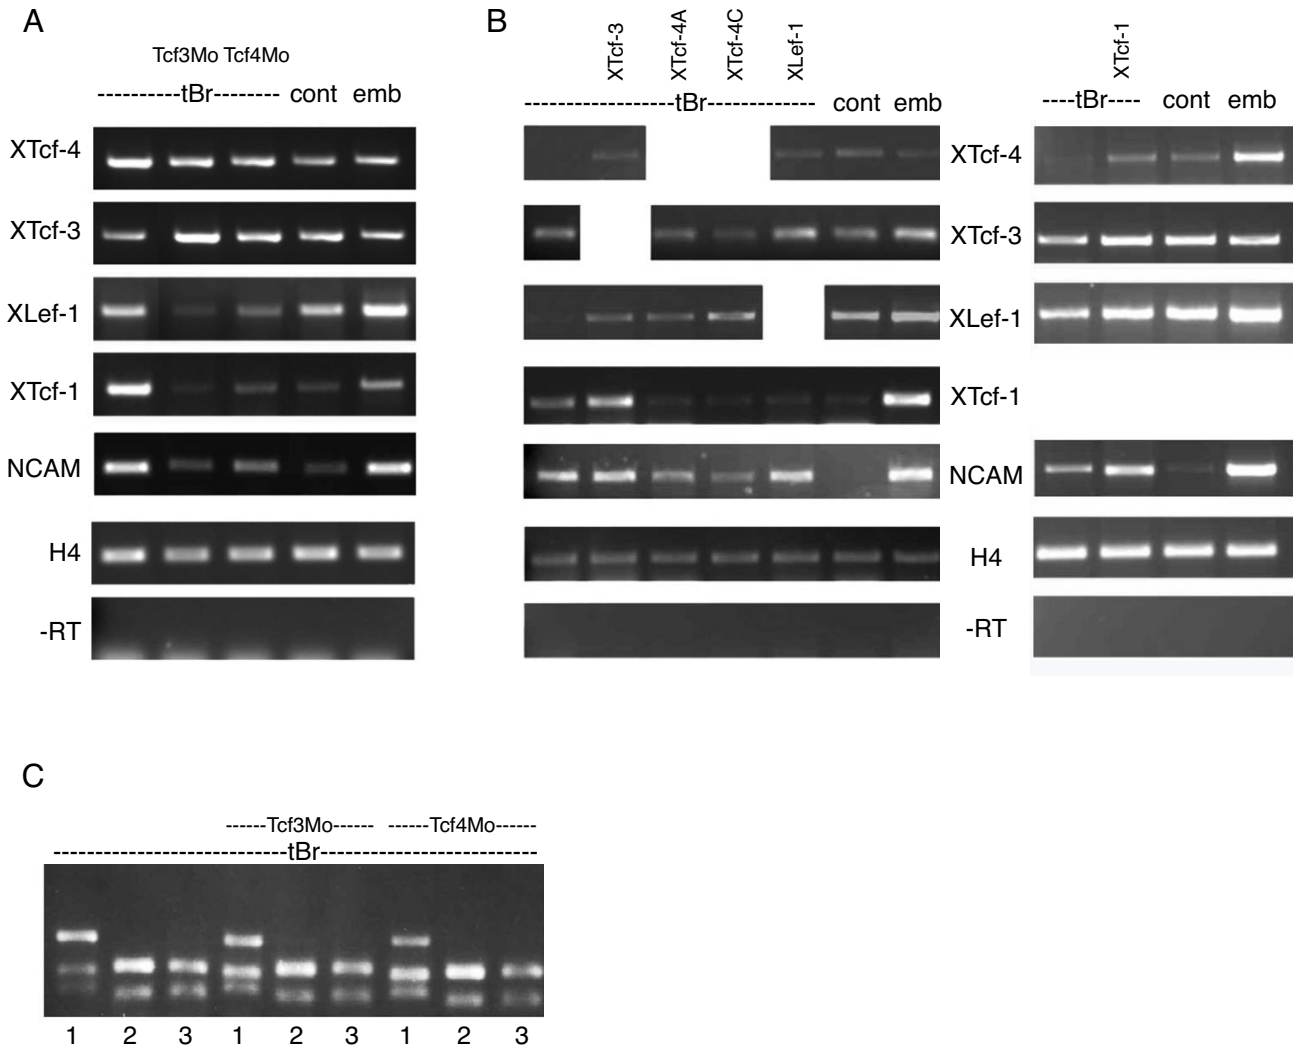 A
Tcf3Mo Tcf4Mo
----------tBr-------- cont emb
XTcf-4
XTcf-3
XLef-1
XTcf-1
NCAM
H4
-RT
B
XTcf-3
XTcf-4A
XTcf-4C
XLef-1
--------------------tBr-------------- cont emb
XTcf-4
XTcf-3
XLef-1
XTcf-1
NCAM
H4
-RT
XTcf-1
----tBr---- cont emb
C
------Tcf3Mo------ ------Tcf4Mo------
----------------------------tBr--------------------------
1 2 3 1 2 3 1 2 3